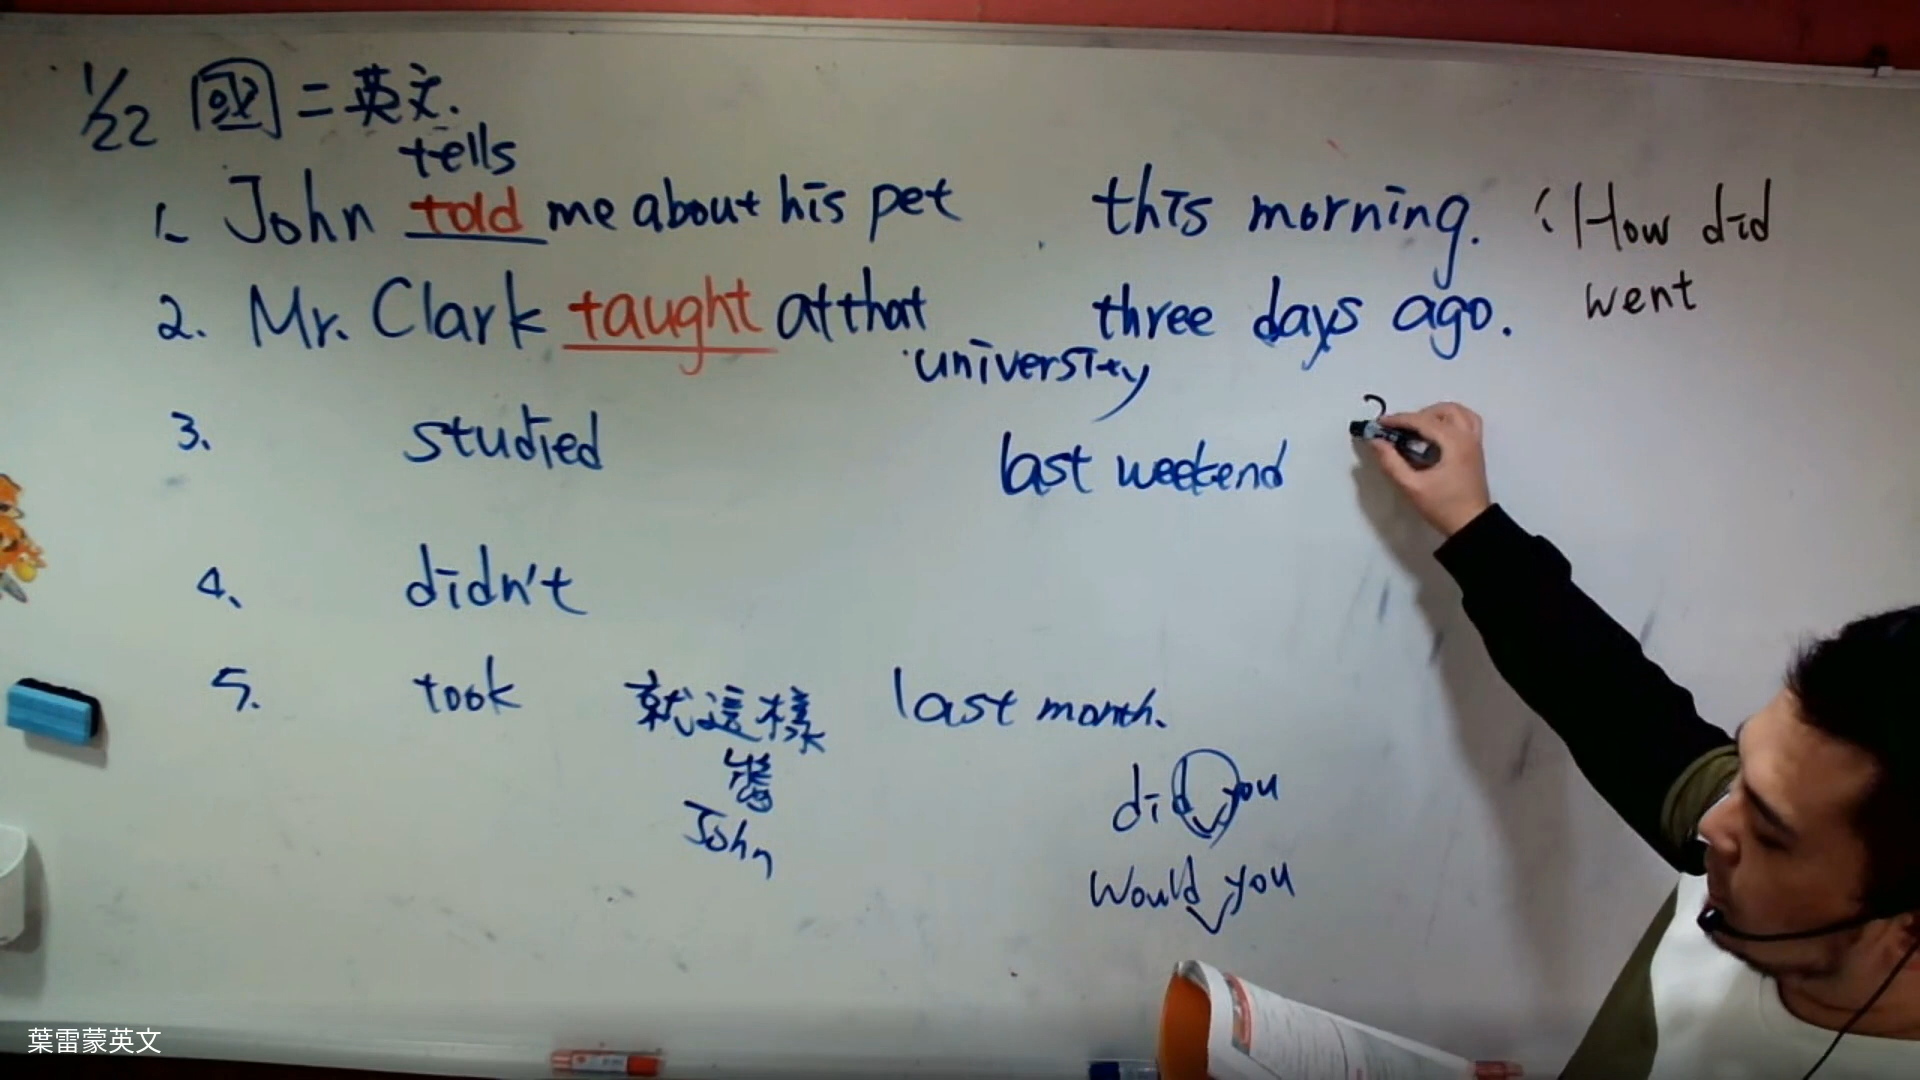 1/22 國二英文.
tells
1. John told me about his pet this morning. 1. How did
2. Mr. Clark taught at that three days ago. went
university
3. studied last weekend 2
4. didn't
5. took 就這樣 last month.
did you
John
Would you
葉雷蒙英文